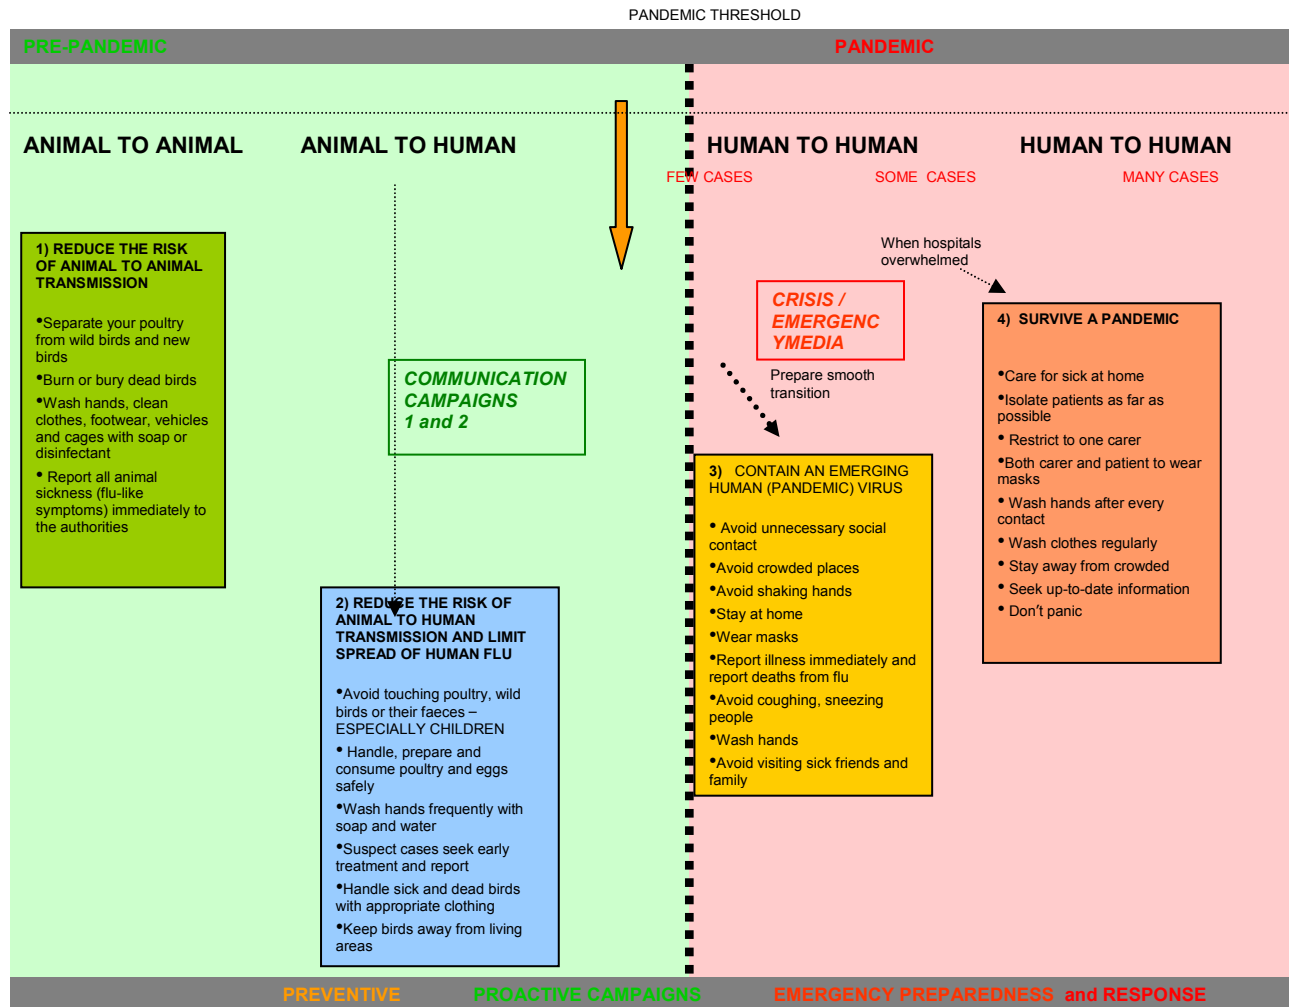 PANDEMIC THRESHOLD
PRE-PANDEMIC
PANDEMIC
ANIMAL TO ANIMAL
ANIMAL TO HUMAN
HUMAN TO HUMAN
HUMAN TO HUMAN
FEW CASES
SOME CASES
MANY CASES
1) REDUCE THE RISK
OF ANIMAL TO ANIMAL
TRANSMISSION
•Separate your poultry
from wild birds and new
birds
•Burn or bury dead birds
•Wash hands, clean
clothes, footwear, vehicles
and cages with soap or
disinfectant
• Report all animal
sickness (flu-like
symptoms) immediately to
the authorities
COMMUNICATION
CAMPAIGNS
1 and 2
2) REDUCE THE RISK OF
ANIMAL TO HUMAN
TRANSMISSION AND LIMIT
SPREAD OF HUMAN FLU
•Avoid touching poultry, wild
birds or their faeces –
ESPECIALLY CHILDREN
• Handle, prepare and
consume poultry and eggs
safely
•Wash hands frequently with
soap and water
•Suspect cases seek early
treatment and report
•Handle sick and dead birds
with appropriate clothing
•Keep birds away from living
areas
CRISIS /
EMERGENC
YMEDIA
Prepare smooth
transition
3) CONTAIN AN EMERGING
HUMAN (PANDEMIC) VIRUS
• Avoid unnecessary social
contact
•Avoid crowded places
•Avoid shaking hands
•Stay at home
•Wear masks
•Report illness immediately and
report deaths from flu
•Avoid coughing, sneezing
people
•Wash hands
•Avoid visiting sick friends and
family
When hospitals
overwhelmed
4) SURVIVE A PANDEMIC
•Care for sick at home
•Isolate patients as far as
possible
• Restrict to one carer
•Both carer and patient to wear
masks
• Wash hands after every
contact
• Wash clothes regularly
• Stay away from crowded
• Seek up-to-date information
• Don't panic
PREVENTIVE
PROACTIVE CAMPAIGNS
EMERGENCY PREPAREDNESS and RESPONSE